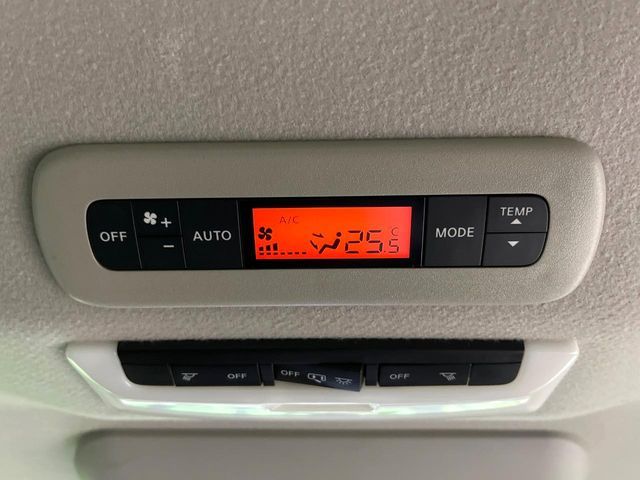 OFF
+
-
AUTO
A/C
25.5 C
MODE
TEMP
OFF
OFF
OFF